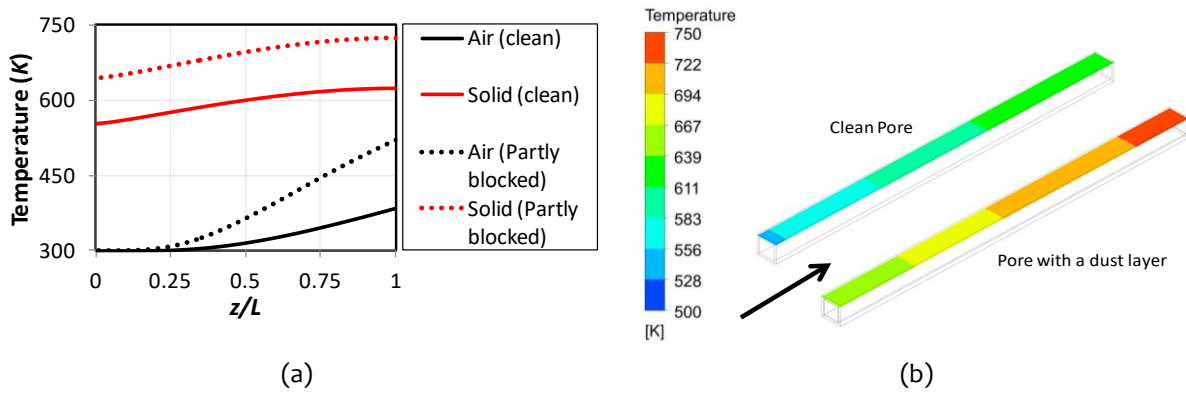 750
600
450
300
Temperature (K)
0
0.25
0.5
0.75
1
z/L
Air (clean)
Solid (clean)
Air (Partly
blocked)
Solid (Partly
blocked)
(a)
Temperature
750
722
694
667
639
611
583
556
528
500
[K]
Clean Pore
Pore with a dust layer
(b)